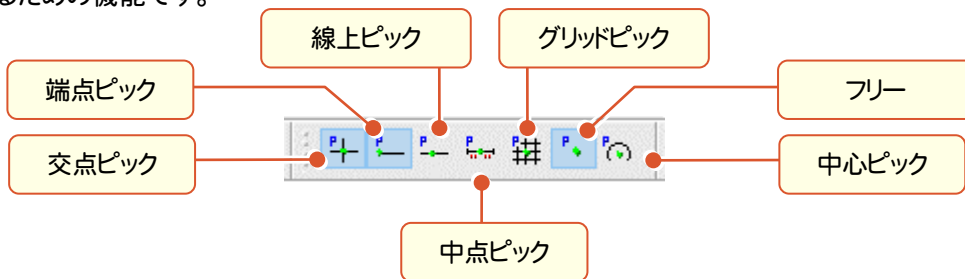 るための機能です。
線上ピック
グリッドピック
端点ピック
フリー
交点ピック
中心ピック
中点ピック
P
P
P
P
P
P
P